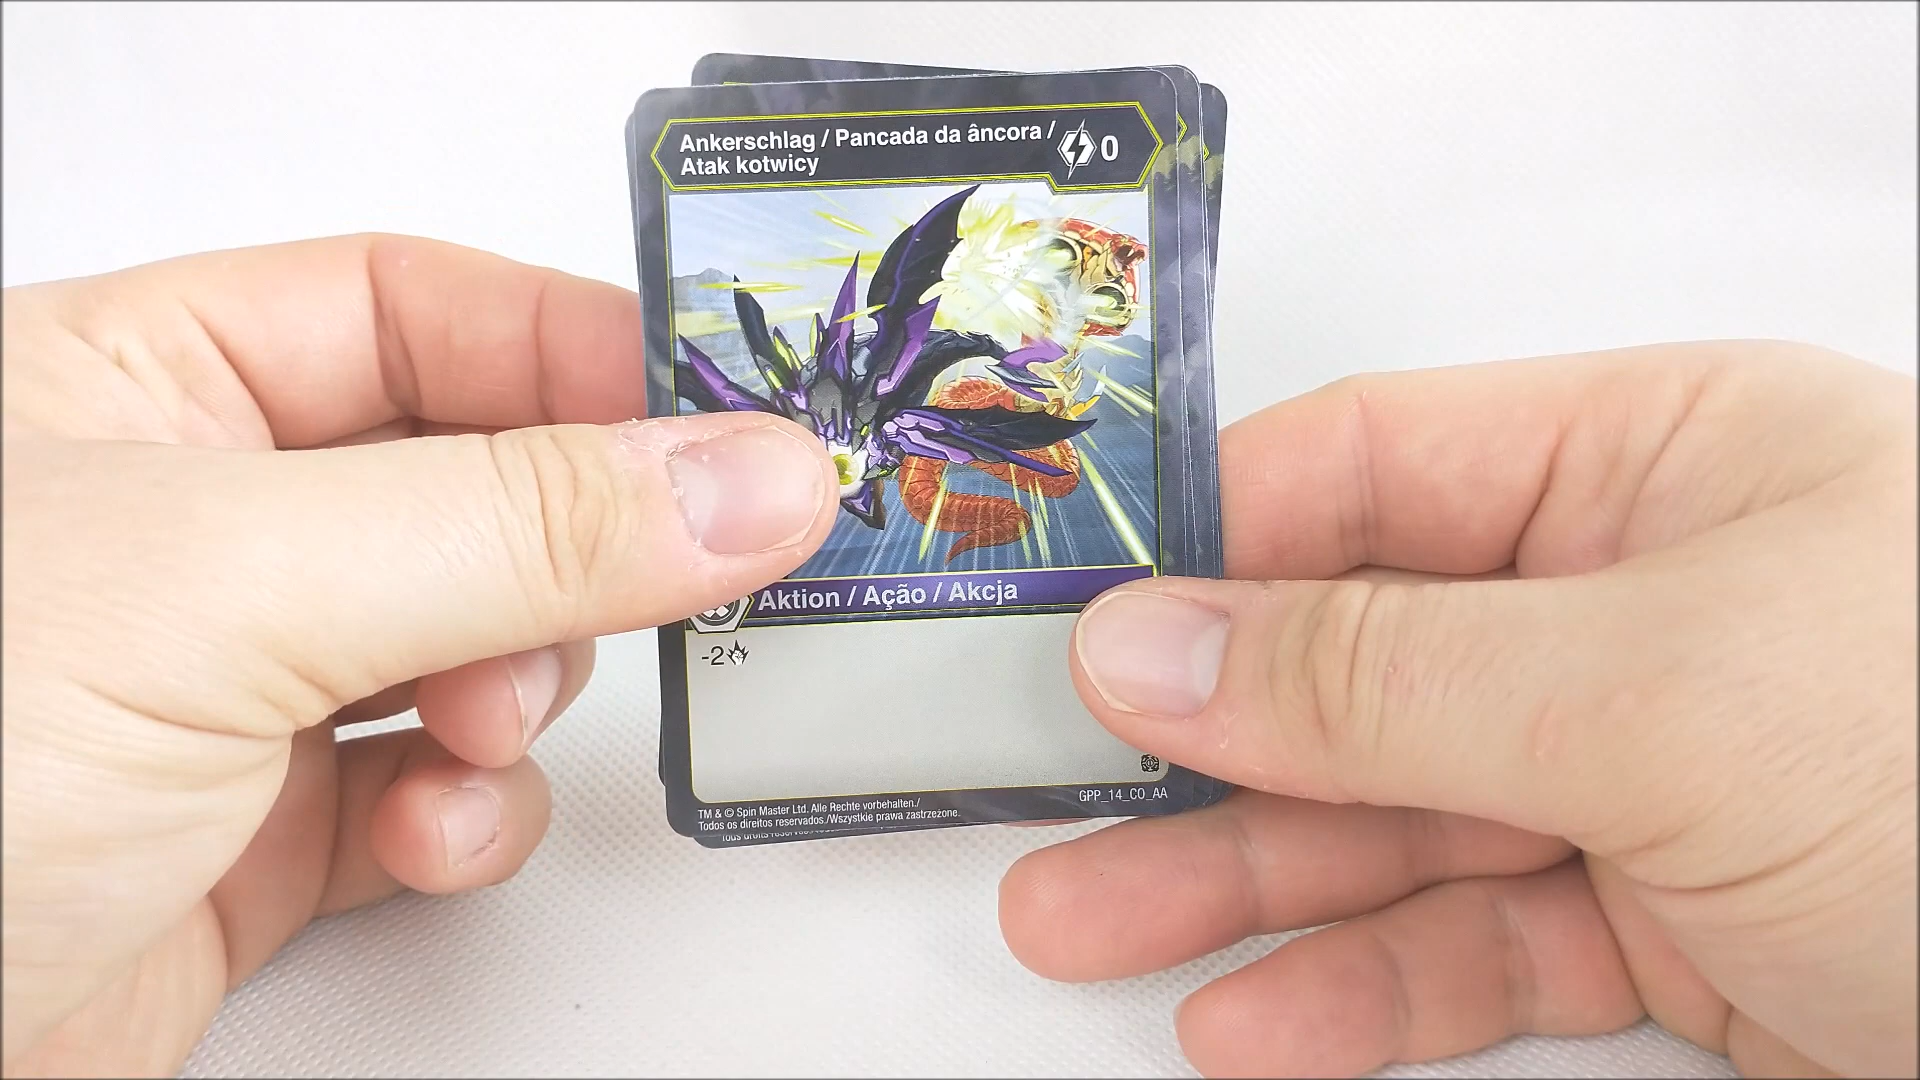 Ankerschlag / Pancada da âncora /
Atak kotwicy
0
Aktion / Ação / Akcja
-2
GPP_14_CO_AA
TM & © Spin Master Ltd. Alle Rechte vorbehalten./
Todos os direitos reservados./Wszystkie prawa zastrzeżone.